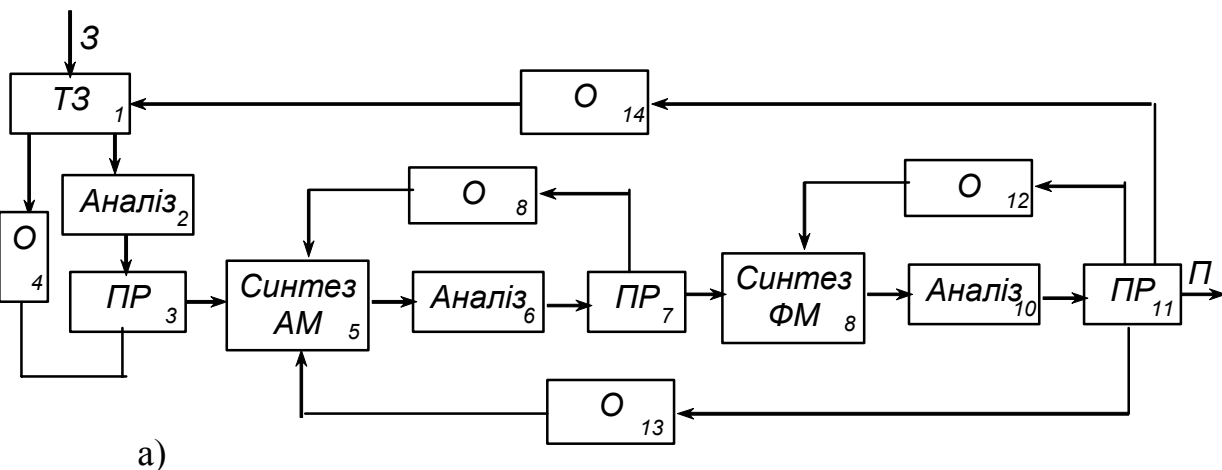 З
ТЗ 1
О 14
Аналіз 2
О 8
О 12
О 4
ПР 3
Синтез
АМ 5
Аналіз 6
ПР 7
Синтез
ФМ 8
Аналіз 10
ПР 11
П
О 13
а)